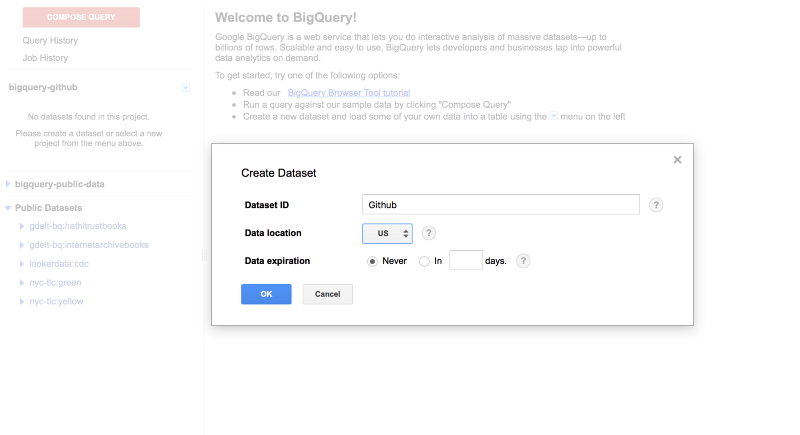 COMPOSE QUERY
Query History
Job History
bigquery-github
No datasets found in this project.
Please create a dataset or select a new
project from the menu above.
bigquery-public-data
Public Datasets
gdelt-bq:hathitrustbooks
gdelt-bq:internetarchivebooks
lookerdata:cdc
nyc-tlc:green
nyc-tlc:yellow
Welcome to BigQuery!
Google BigQuery is a web service that lets you do interactive analysis of massive datasets—up to
billions of rows. Scalable and easy to use, BigQuery lets developers and businesses tap into powerful
data analytics on demand.
To get started, try one of the following options:
• Read our BigQuery Browser Tool tutorial
• Run a query against our sample data by clicking "Compose Query"
• Create a new dataset and load some of your own data into a table using the menu on the left
Create Dataset
Dataset ID Github ?
Data location US ?
Data expiration Never In days. ?
OK Cancel